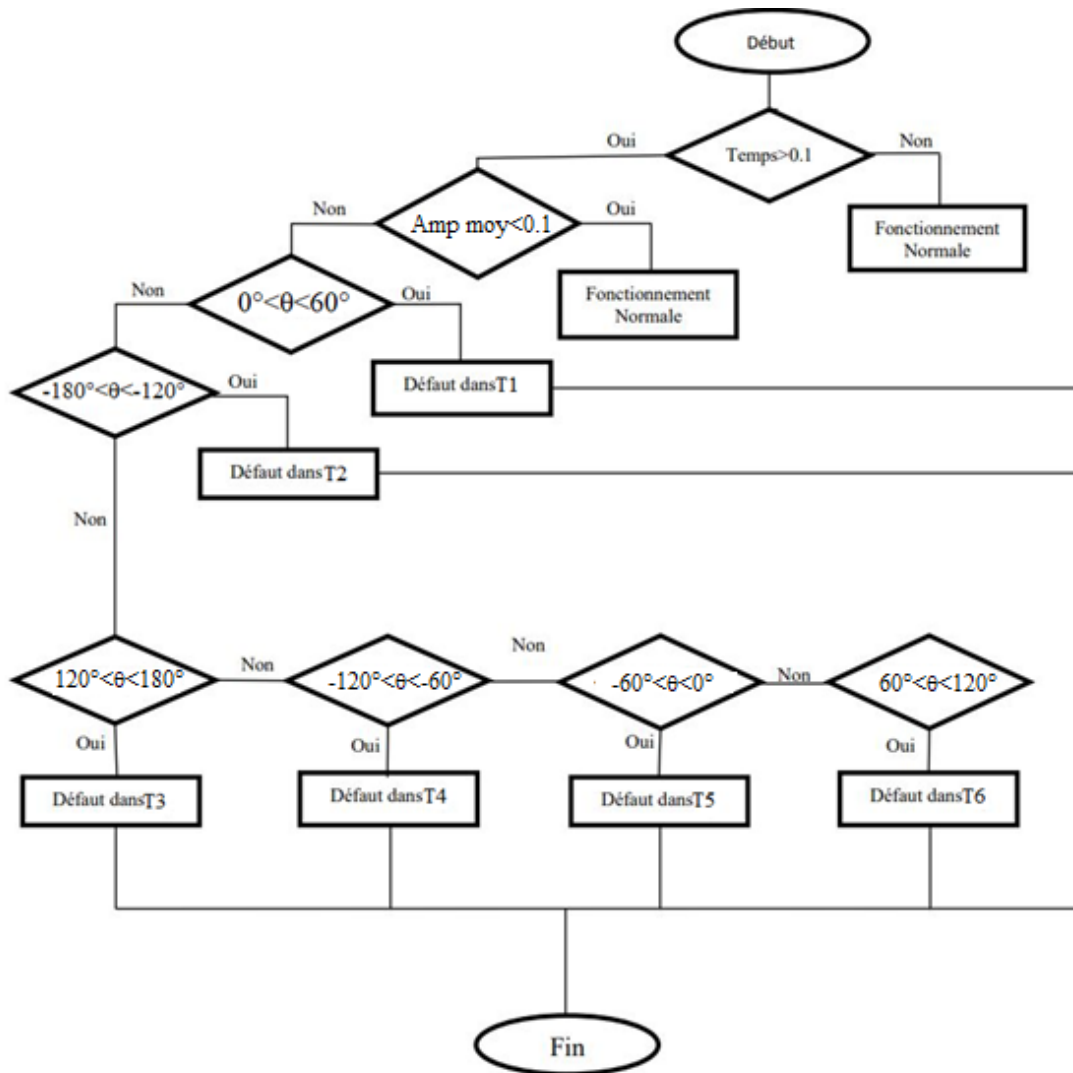 Début
Oui
Temps>0.1
Non
Non
Amp moy<0.1
Oui
Fonctionnement
Normale
Non
0°<θ<60°
Oui
Fonctionnement
Normale
-180°<θ<-120°
Oui
Défaut dansT1
Défaut dansT2
Non
120°<θ<180°
Non
-120°<θ<-60°
Non
-60°<θ<0°
Non
60°<θ<120°
Oui
Oui
Oui
Oui
Défaut dansT3
Défaut dansT4
Défaut dansT5
Défaut dansT6
Fin